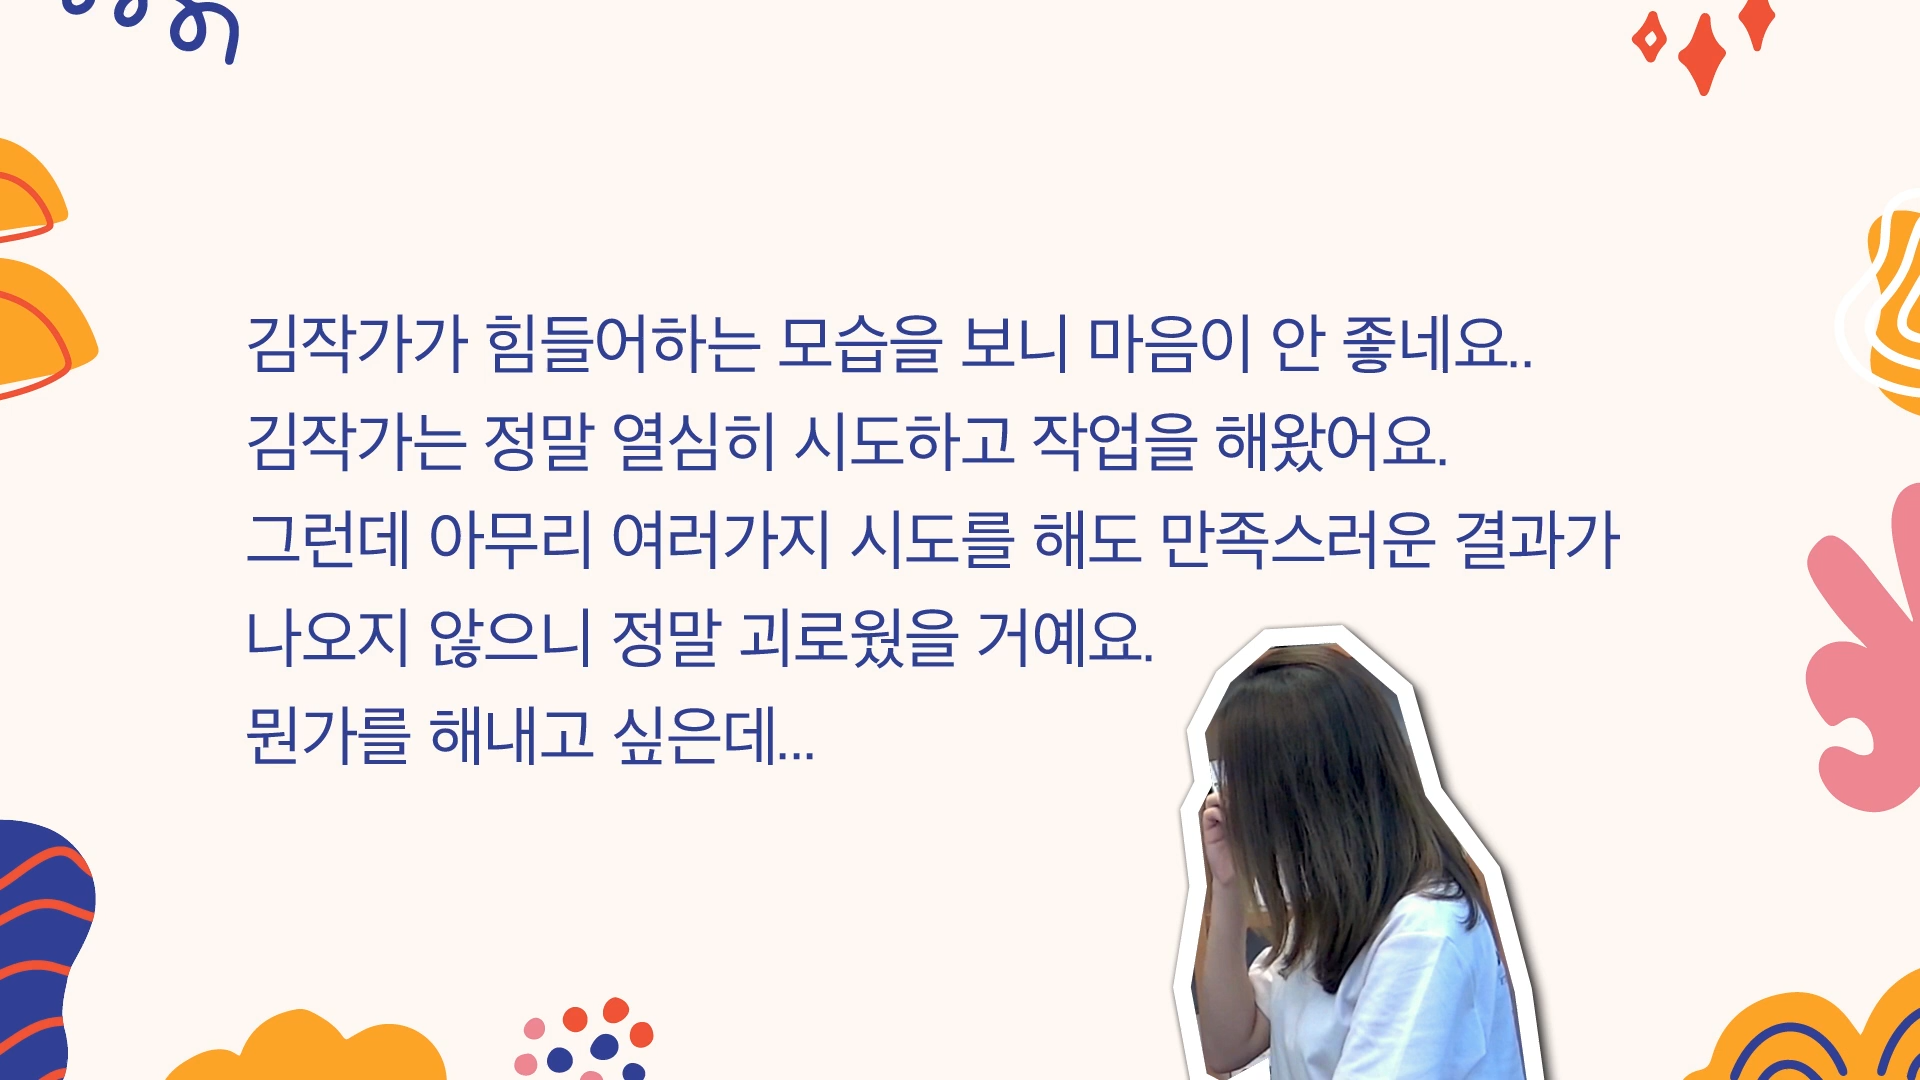 김작가가 힘들어하는 모습을 보니 마음이 안 좋네요..
김작가는 정말 열심히 시도하고 작업을 해왔어요.
그런데 아무리 여러가지 시도를 해도 만족스러운 결과가
나오지 않으니 정말 괴로웠을 거예요.
뭔가를 해내고 싶은데...